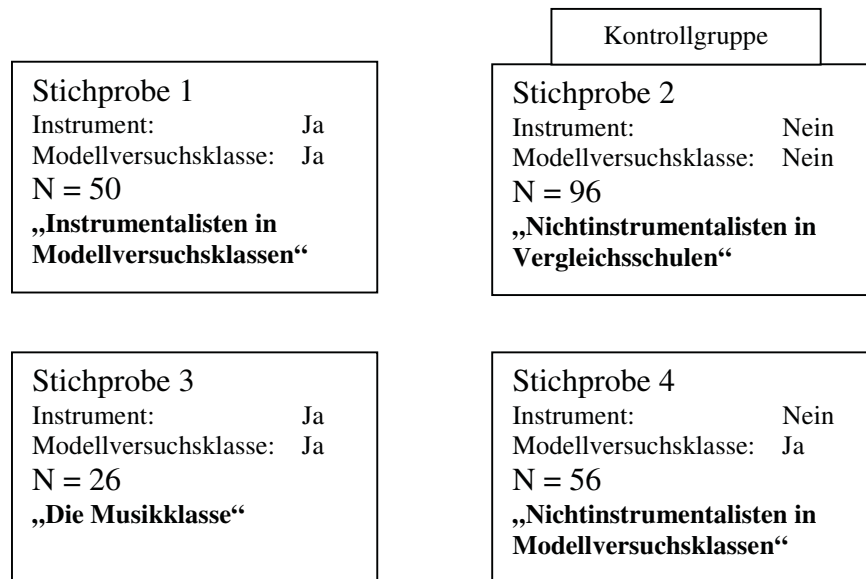 Kontrollgruppe
Stichprobe 1
Instrument: Ja
Modellversuchsklasse: Ja
N = 50
„Instrumentalisten in
Modellversuchsklassen“
Stichprobe 2
Instrument: Nein
Modellversuchsklasse: Nein
N = 96
„Nichtinstrumentalisten in
Vergleichsschulen“
Stichprobe 3
Instrument: Ja
Modellversuchsklasse: Ja
N = 26
„Die Musikklasse“
Stichprobe 4
Instrument: Nein
Modellversuchsklasse: Ja
N = 56
„Nichtinstrumentalisten in
Modellversuchsklassen“